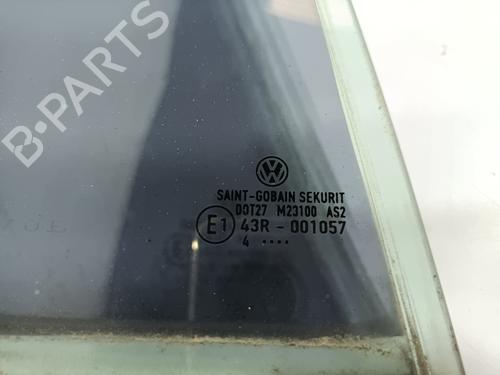 B-PARTS
VW
SAINT-GOBAIN SEKURIT
DOT27 M23100 AS2
E1 43R - 001057
4 ••••